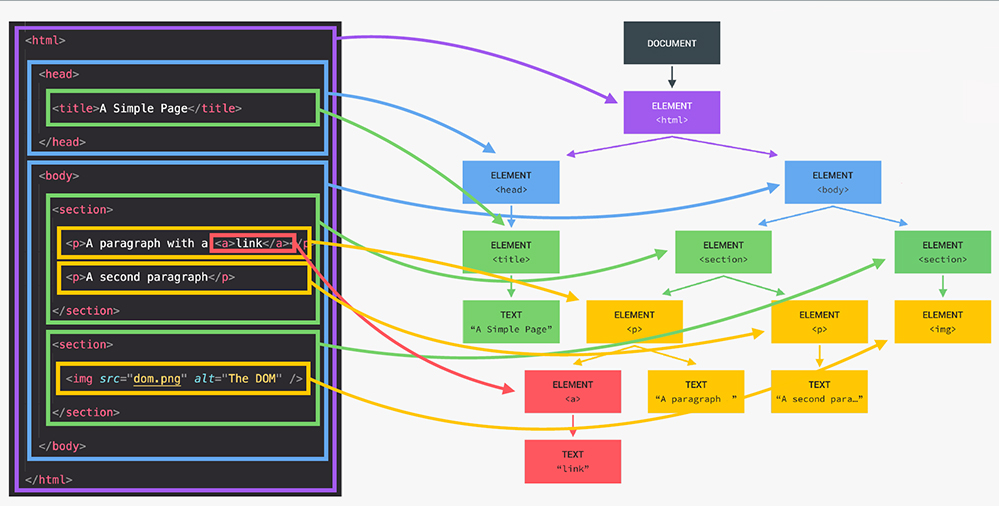 <html>
<head>
<title>A Simple Page</title>
</head>
<body>
<section>
<p>A paragraph with a <a>link</a></p
<p>A second paragraph</p>
</section>
<section>
<img src="dom.png" alt="The DOM" />
</section>
</body>
</html>
DOCUMENT
ELEMENT
<html>
ELEMENT
<head>
ELEMENT
<body>
ELEMENT
<title>
ELEMENT
<section>
ELEMENT
<section>
TEXT
“A Simple Page”
ELEMENT
<p>
ELEMENT
<p>
ELEMENT
<img>
ELEMENT
<a>
TEXT
“A paragraph ”
TEXT
“A second para…”
TEXT
“link”